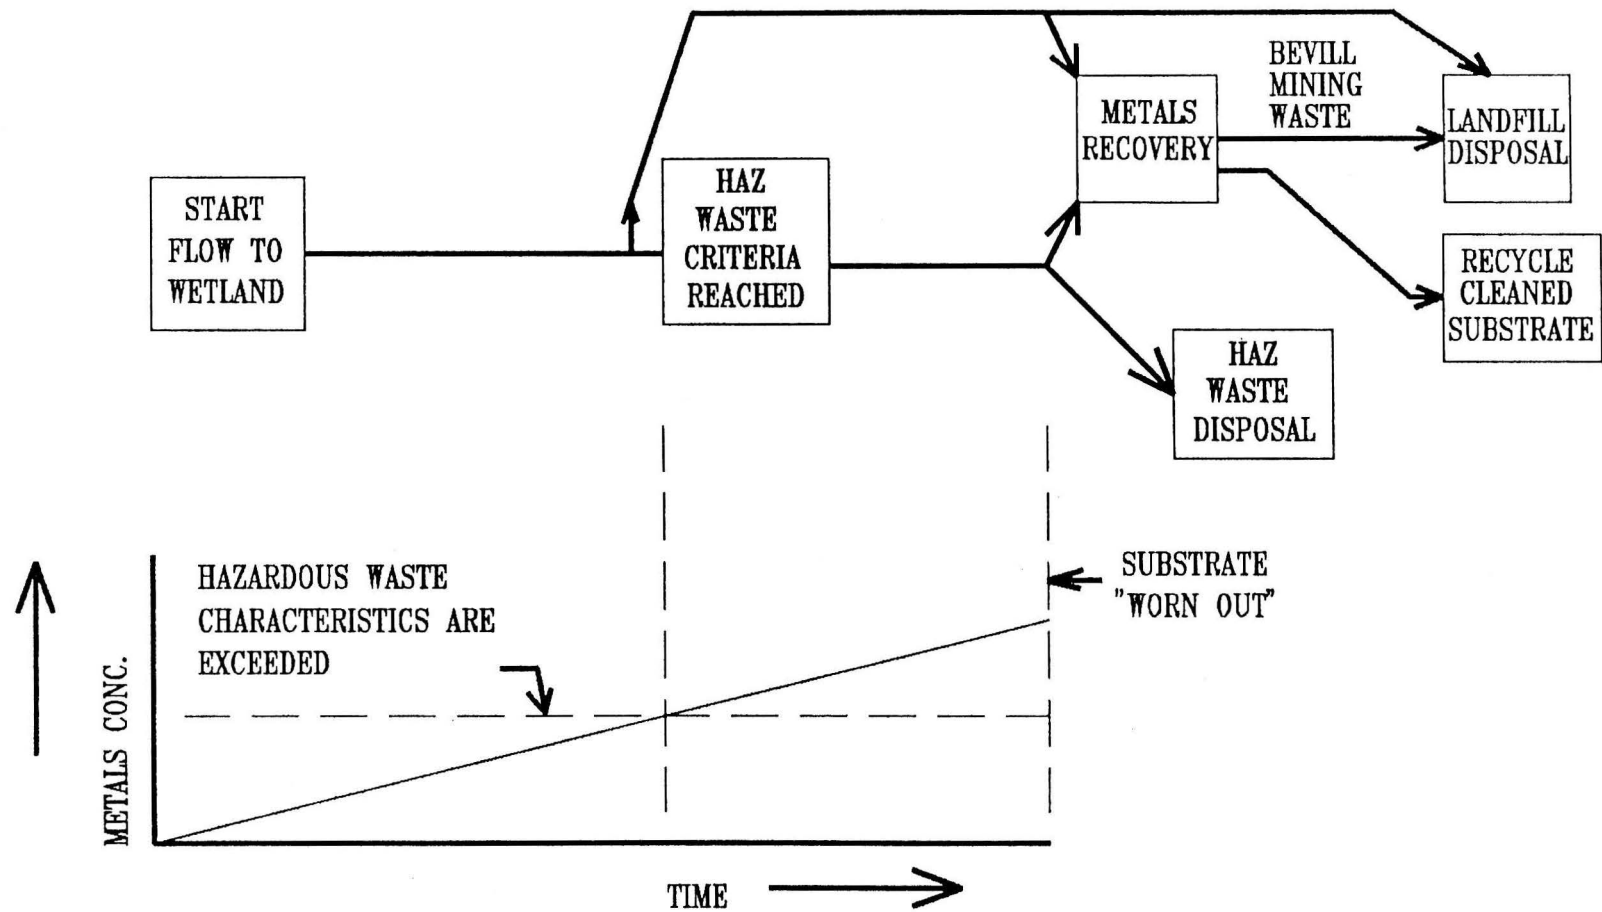 START
FLOW TO
WETLAND
HAZ
WASTE
CRITERIA
REACHED
METALS
RECOVERY
BEVILL
MINING
WASTE
LANDFILL
DISPOSAL
RECYCLE
CLEANED
SUBSTRATE
HAZ
WASTE
DISPOSAL
HAZARDOUS WASTE
CHARACTERISTICS ARE
EXCEEDED
SUBSTRATE
"WORN OUT"
METALS CONC.
TIME